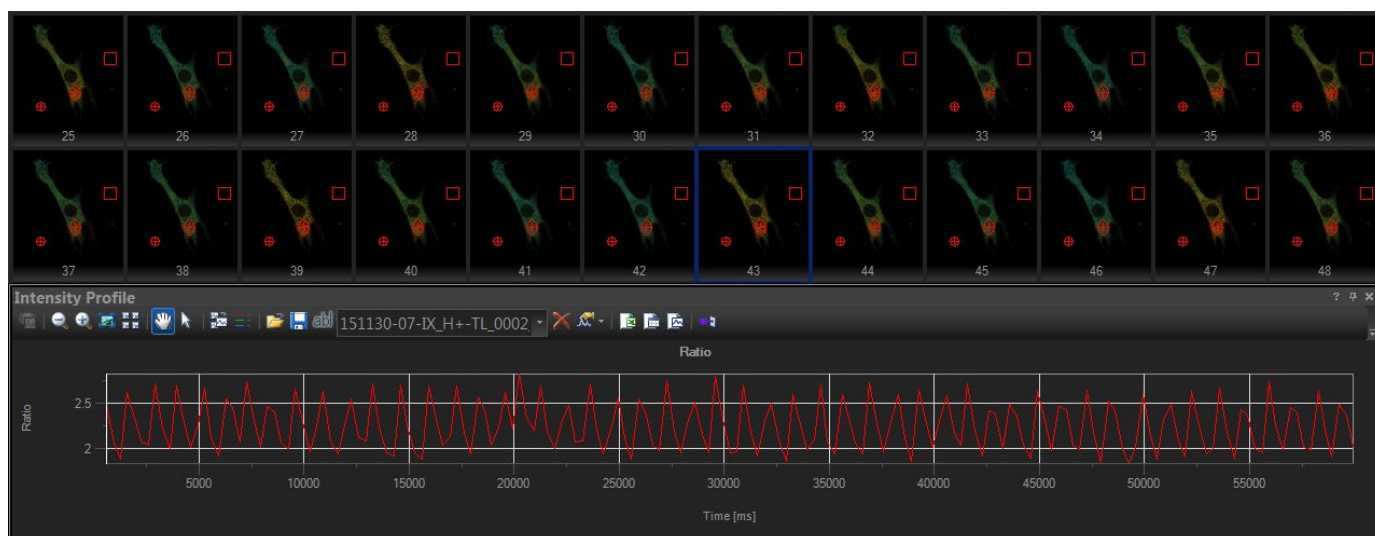 25 26 27 28 29 30 31 32 33 34 35 36
37 38 39 40 41 42 43 44 45 46 47 48
Intensity Profile
abl 151130-07-IX_H+-TL_0002
Ratio
Ratio
2.5
2
5000 10000 15000 20000 25000 30000 35000 40000 45000 50000 55000
Time [ms]